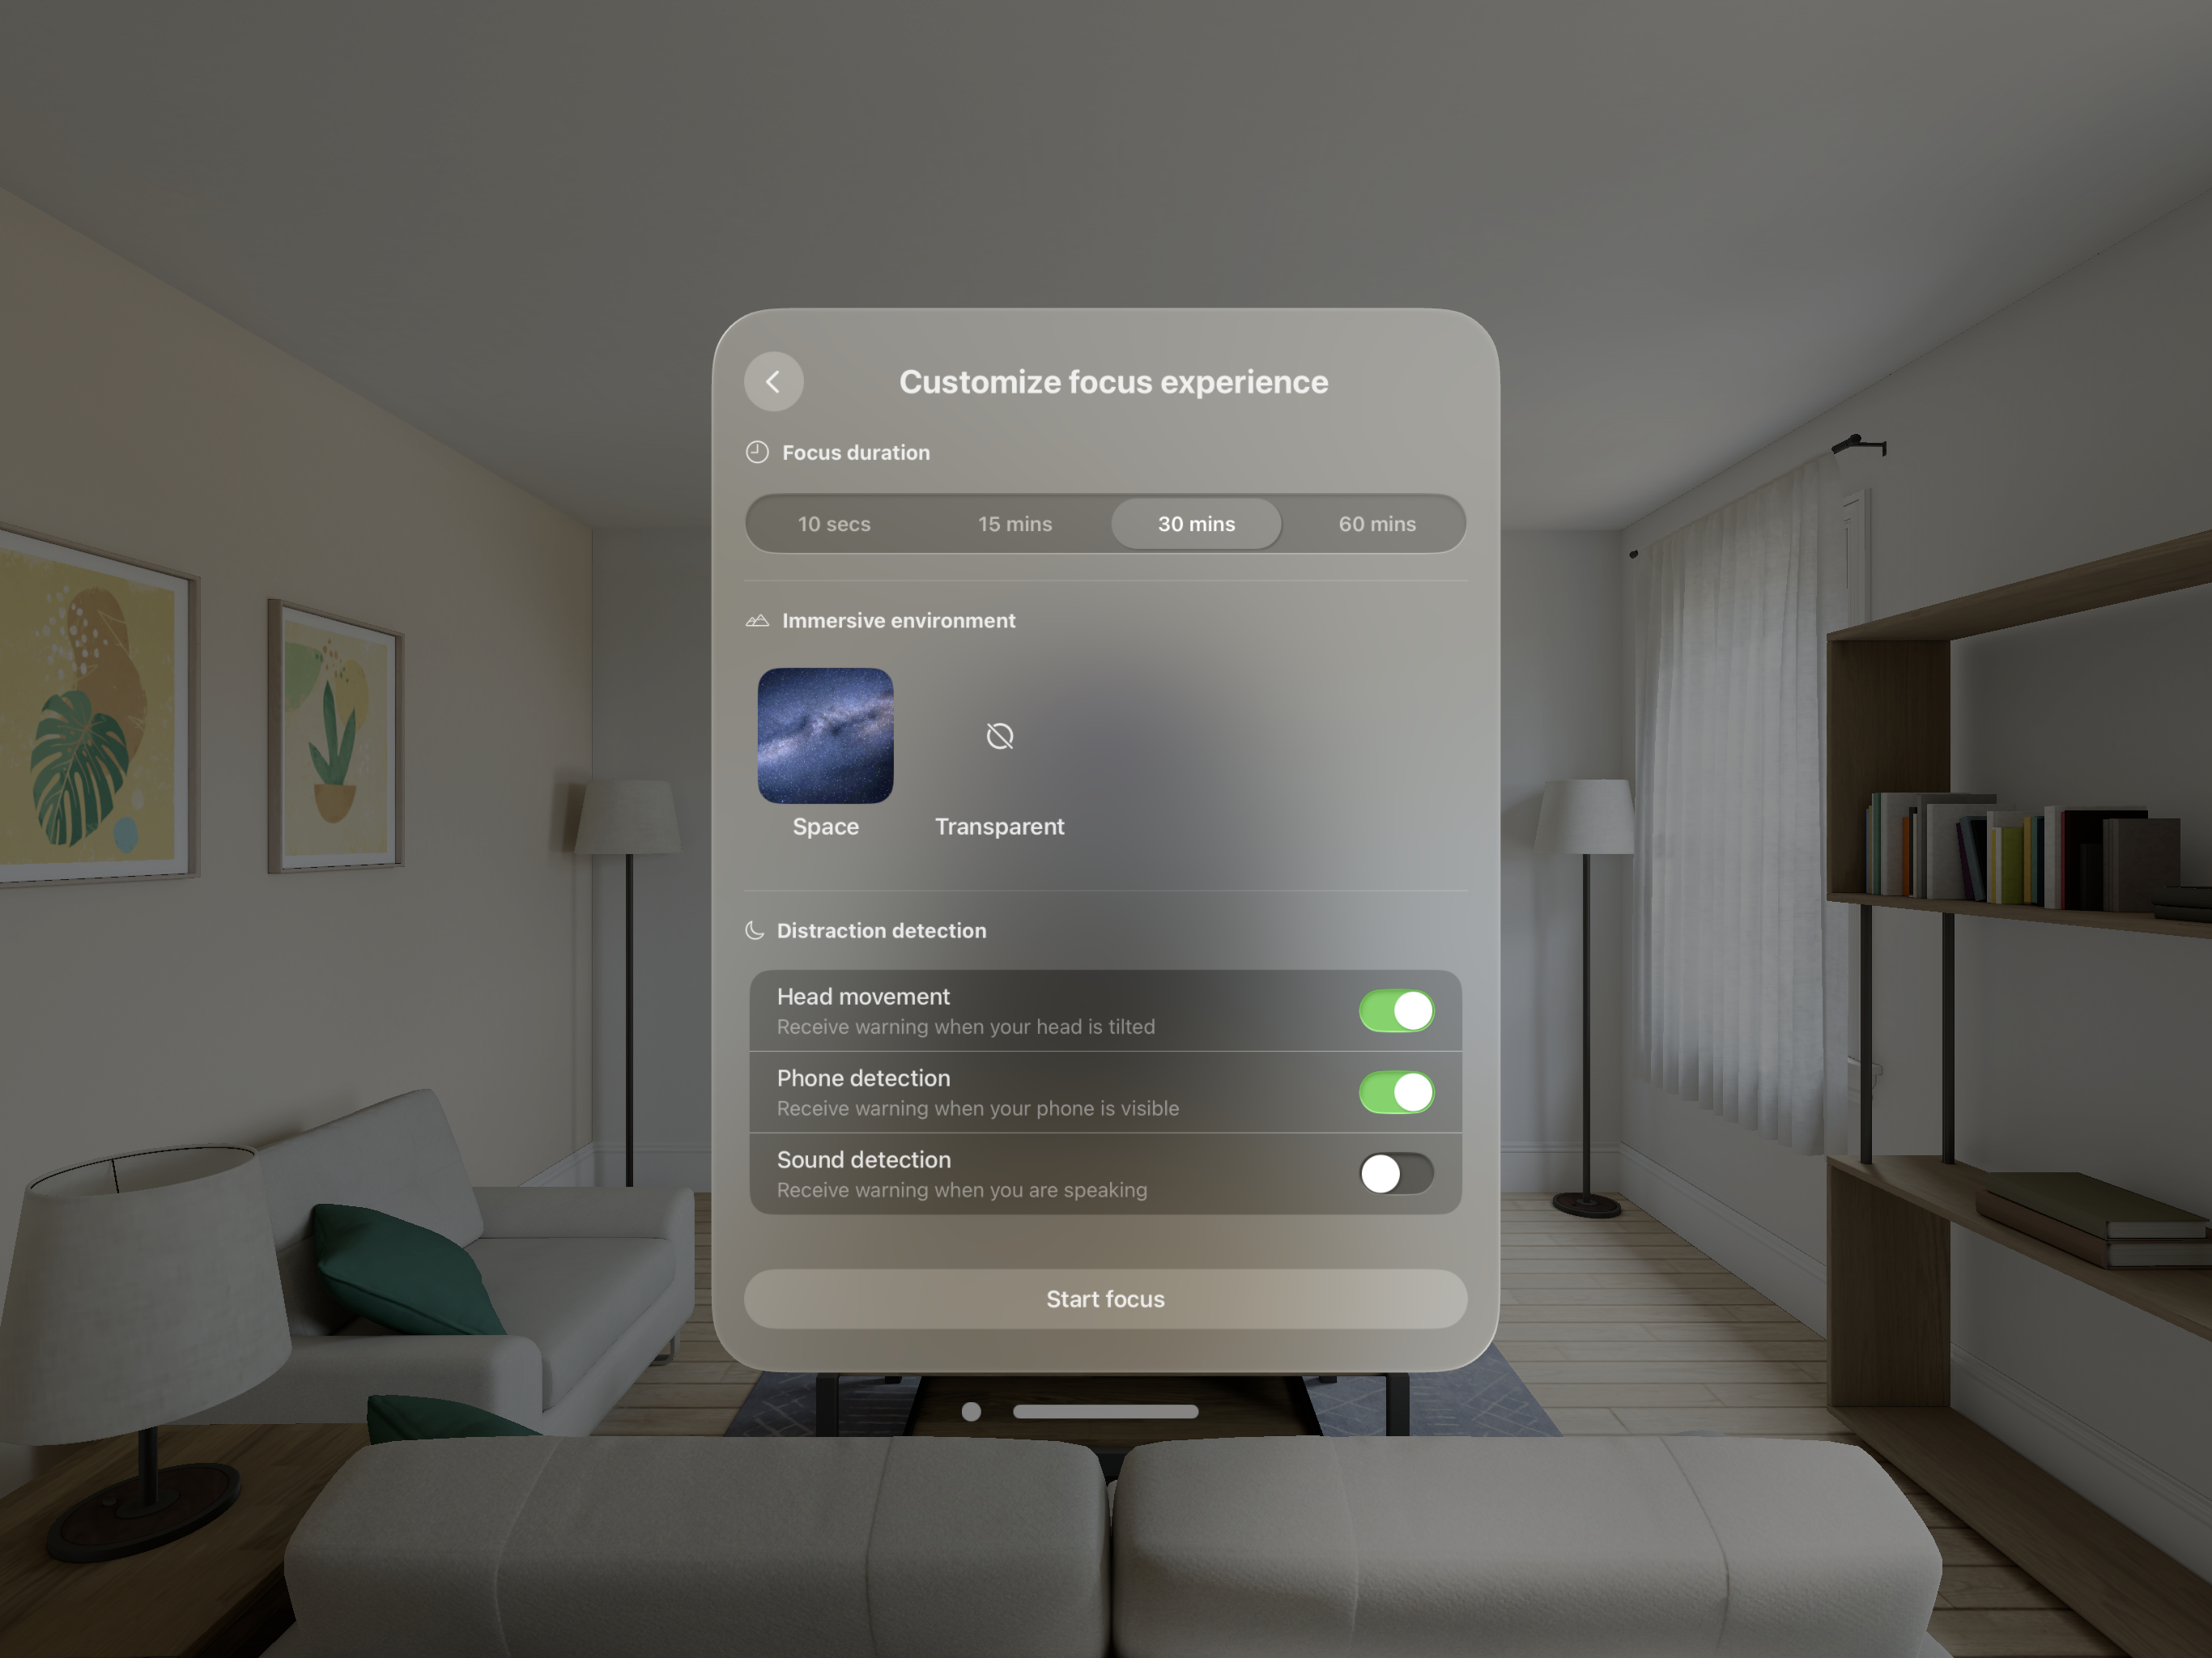 Customize focus experience
Focus duration
10 secs
15 mins
30 mins
60 mins
Immersive environment
Space
Transparent
Distraction detection
Head movement
Receive warning when your head is tilted
Phone detection
Receive warning when your phone is visible
Sound detection
Receive warning when you are speaking
Start focus